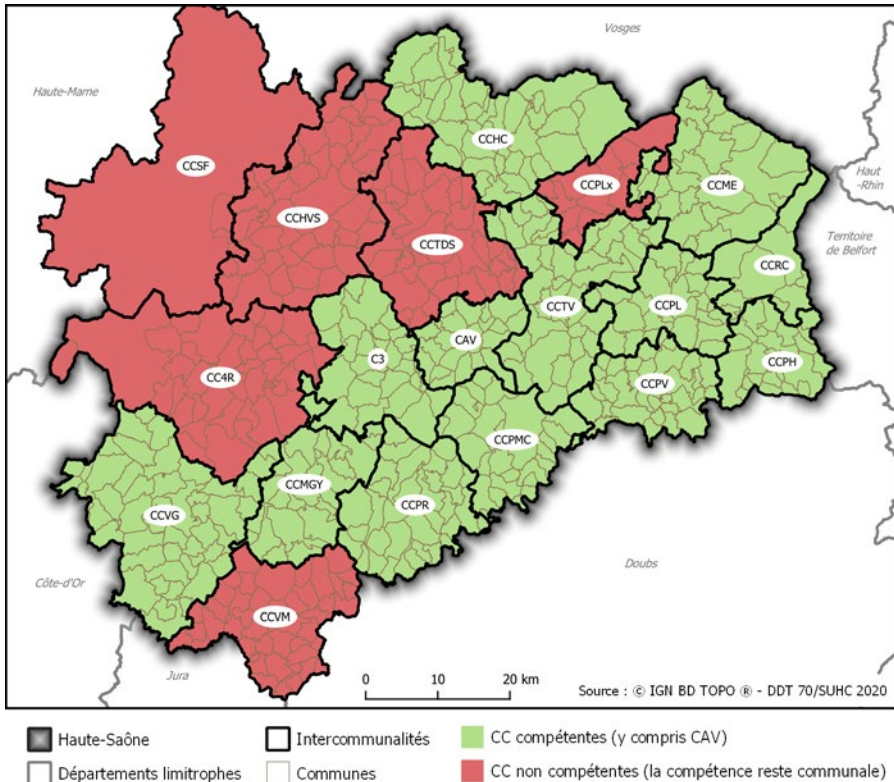 Vosges
Haute-Marne
CCHC
CCSF
CCPLx
CCME
Haut
-Rhin
CCHVS
CCTDS
Territoire
de Belfort
CCRC
CCTV
CCPL
CAV
C3
CCPH
CC4R
CCPV
CCPMC
CCMGY
CCPR
CCVG
Doubs
Côte-d'Or
CCVM
Jura
0 10 20 km
Source : © IGN BD TOPO ® - DDT 70/SUHC 2020
Haute-Saône Intercommunalités CC compétentes (y compris CAV)
Départements limitrophes Communes CC non compétentes (la compétence reste communale)